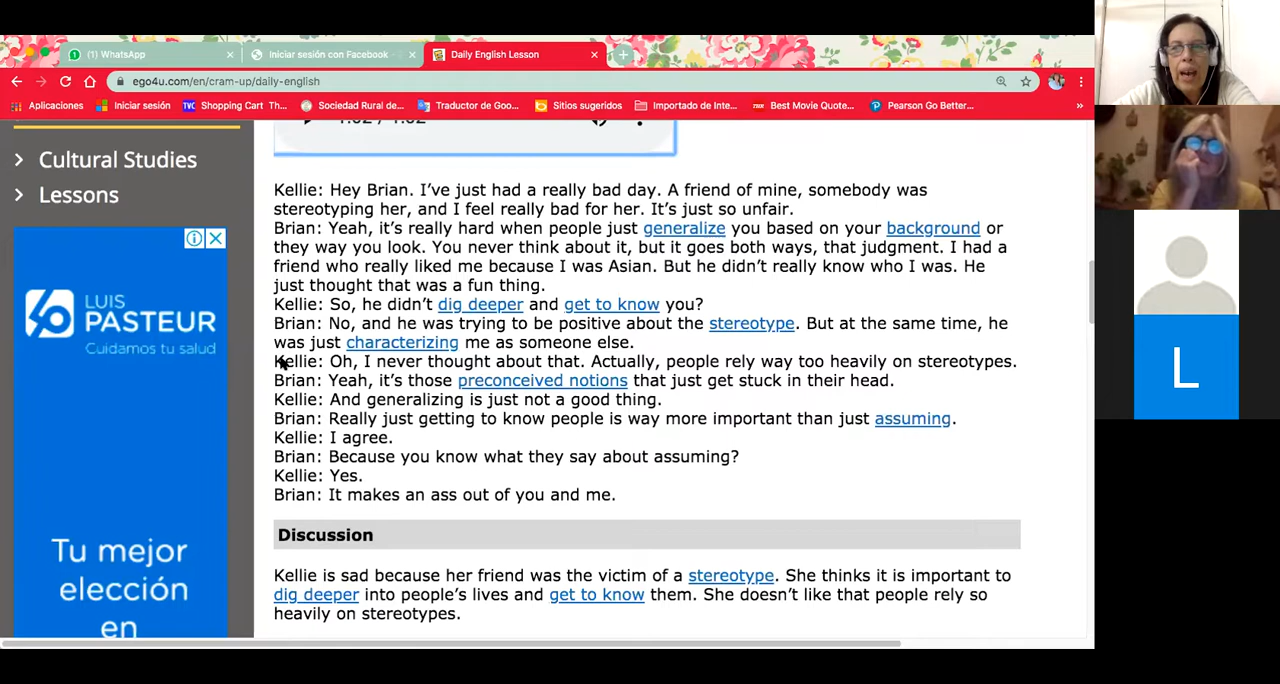 (1) WhatsApp
Iniciar sesión con Facebook
Daily English Lesson
ego4u.com/en/cram-up/daily-english
Aplicaciones
Iniciar sesión
TVC
Shopping Cart Th...
Sociedad Rural de...
Traductor de Goo...
Sitios sugeridos
Importado de Inte...
Best Movie Quote...
Pearson Go Better...
»
1:02 / 1:02
Cultural Studies
Lessons
LUIS
PASTEUR
Cuidamos tu salud
Tu mejor
elección
en
Kellie: Hey Brian. I've just had a really bad day. A friend of mine, somebody was
stereotyping her, and I feel really bad for her. It's just so unfair.
Brian: Yeah, it's really hard when people just generalize you based on your background or
they way you look. You never think about it, but it goes both ways, that judgment. I had a
friend who really liked me because I was Asian. But he didn't really know who I was. He
just thought that was a fun thing.
Kellie: So, he didn't dig deeper and get to know you?
Brian: No, and he was trying to be positive about the stereotype. But at the same time, he
was just characterizing me as someone else.
Kellie: Oh, I never thought about that. Actually, people rely way too heavily on stereotypes.
Brian: Yeah, it's those preconceived notions that just get stuck in their head.
Kellie: And generalizing is just not a good thing.
Brian: Really just getting to know people is way more important than just assuming.
Kellie: I agree.
Brian: Because you know what they say about assuming?
Kellie: Yes.
Brian: It makes an ass out of you and me.
Discussion
Kellie is sad because her friend was the victim of a stereotype. She thinks it is important to
dig deeper into people's lives and get to know them. She doesn't like that people rely so
heavily on stereotypes.
L